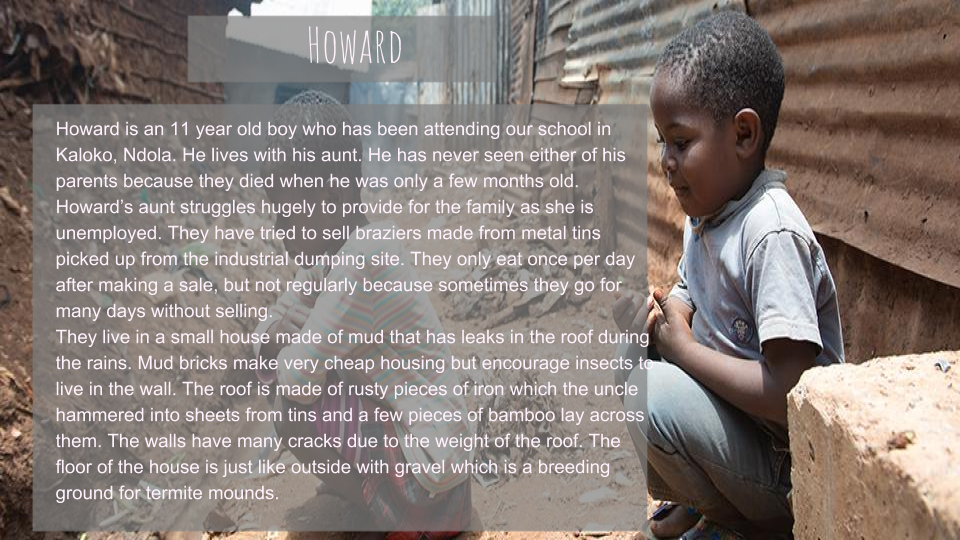 Howard
Howard is an 11 year old boy who has been attending our school in
Kaloko, Ndola. He lives with his aunt. He has never seen either of his
parents because they died when he was only a few months old.
Howard’s aunt struggles hugely to provide for the family as she is
unemployed. They have tried to sell braziers made from metal tins
picked up from the industrial dumping site. They only eat once per day
after making a sale, but not regularly because sometimes they go for
many days without selling.
They live in a small house made of mud that has leaks in the roof during
the rains. Mud bricks make very cheap housing but encourage insects to
live in the wall. The roof is made of rusty pieces of iron which the uncle
hammered into sheets from tins and a few pieces of bamboo lay across
them. The walls have many cracks due to the weight of the roof. The
floor of the house is just like outside with gravel which is a breeding
ground for termite mounds.